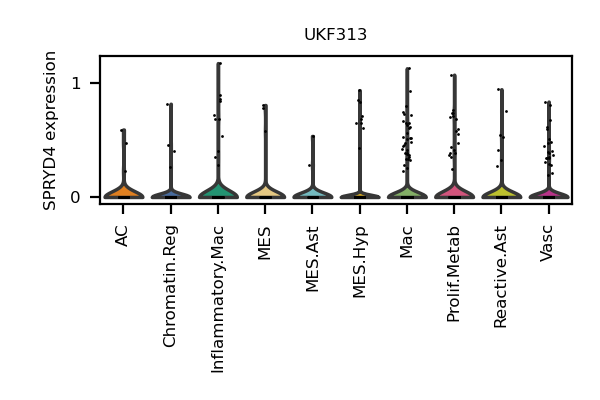 UKF313
SPRYD4 expression
1
0
AC
Chromatin.Reg
Inflammatory.Mac
MES
MES.Ast
MES.Hyp
Mac
Prolif.Metab
Reactive.Ast
Vasc